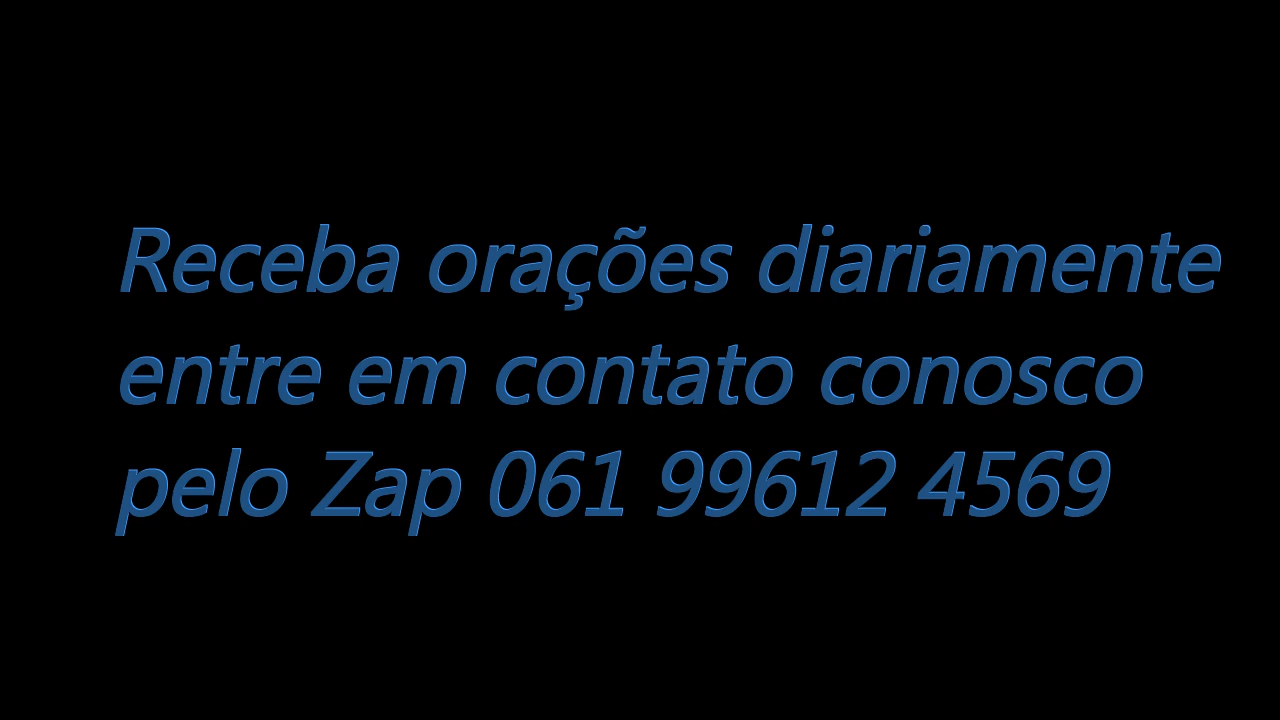 Receba orações diariamente
entre em contato conosco
pelo Zap 061 99612 4569